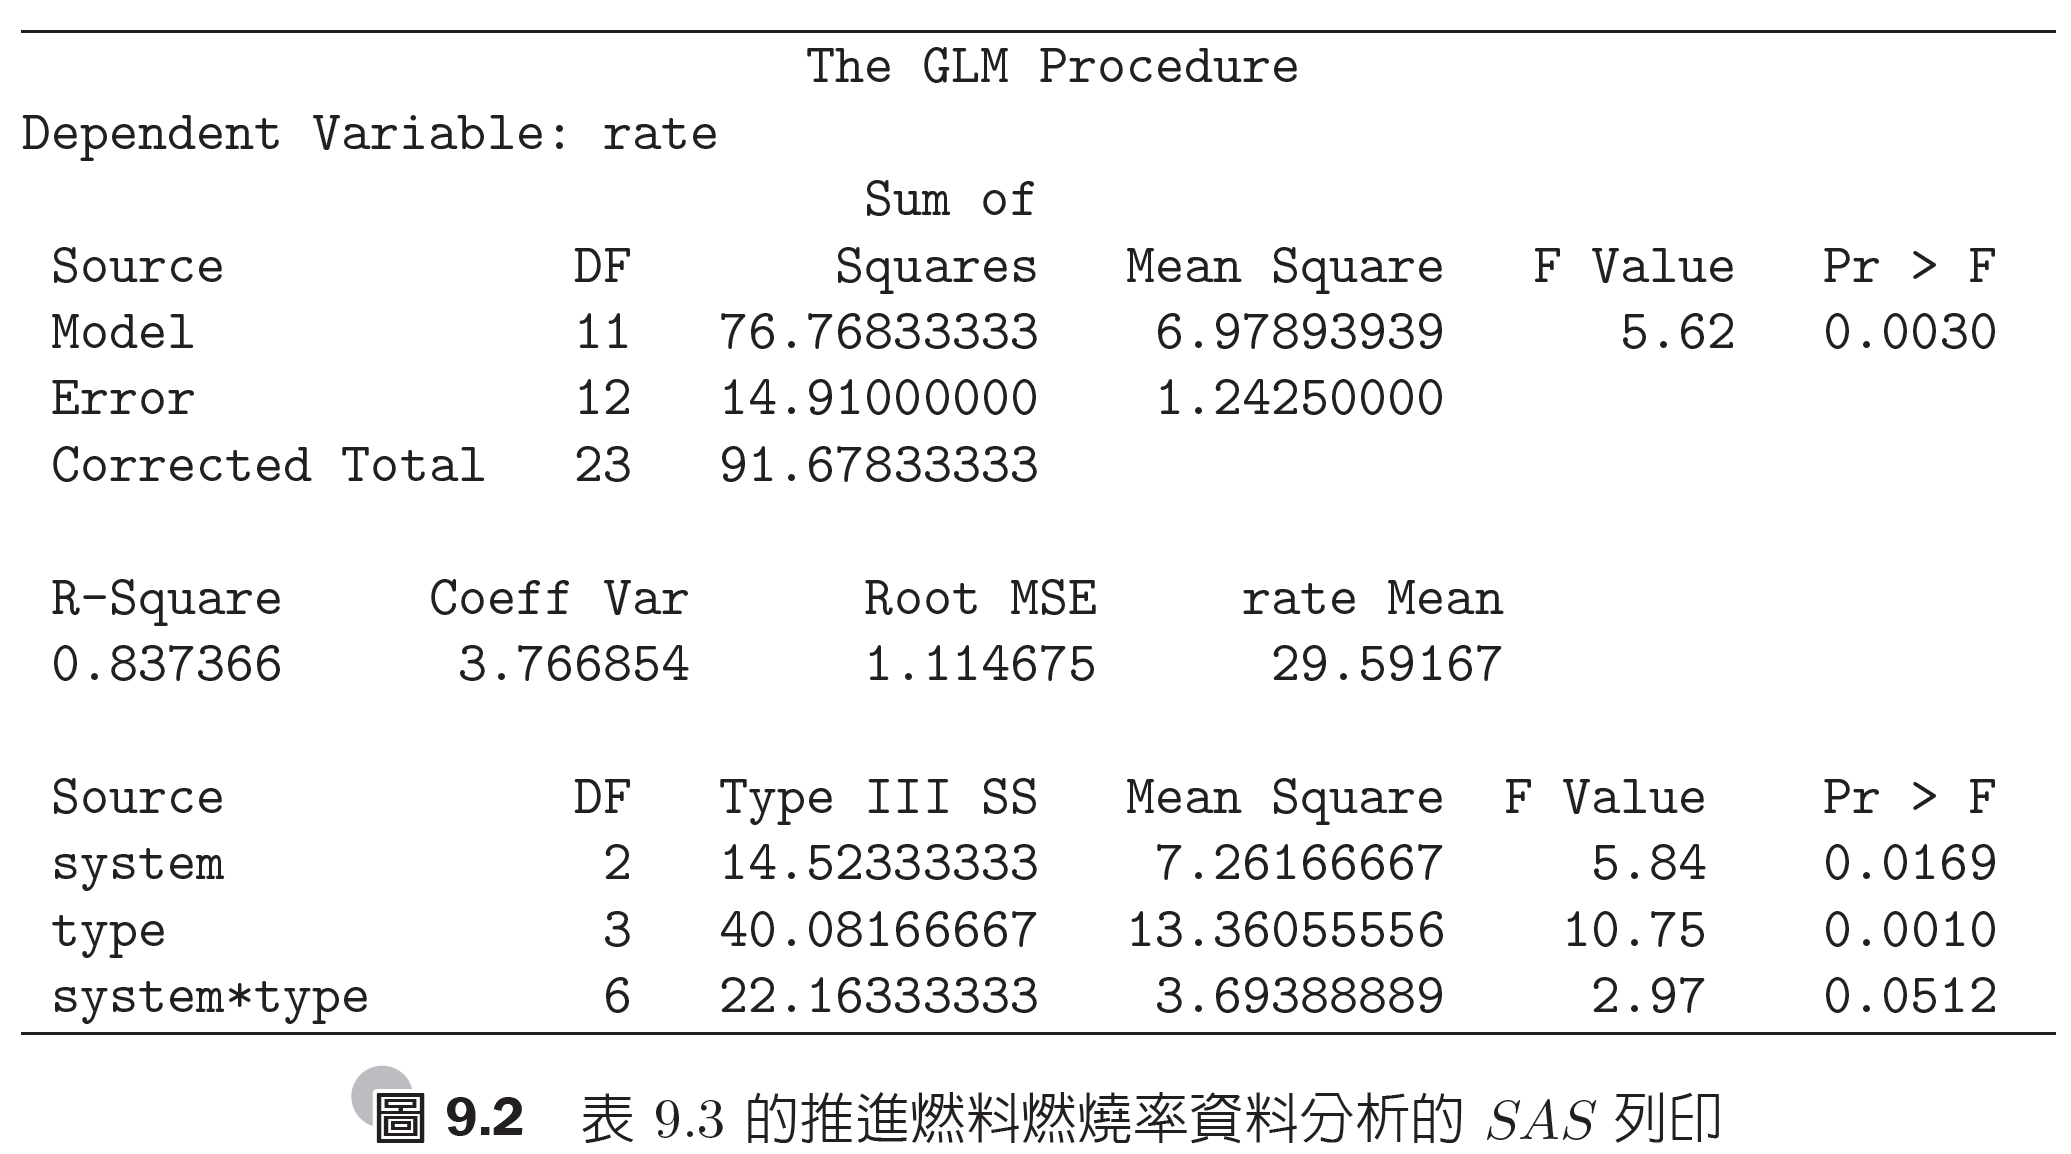 The GLM Procedure
Dependent Variable: rate
Sum of
Source DF Squares Mean Square F Value Pr > F
Model 11 76.76833333 6.97893939 5.62 0.0030
Error 12 14.91000000 1.24250000
Corrected Total 23 91.67833333
R-Square Coeff Var Root MSE rate Mean
0.837366 3.766854 1.114675 29.59167
Source DF Type III SS Mean Square F Value Pr > F
system 2 14.52333333 7.26166667 5.84 0.0169
type 3 40.08166667 13.36055556 10.75 0.0010
system*type 6 22.16333333 3.69388889 2.97 0.0512
圖 9.2 表 9.3 的推進燃料燃燒率資料分析的 SAS 列印